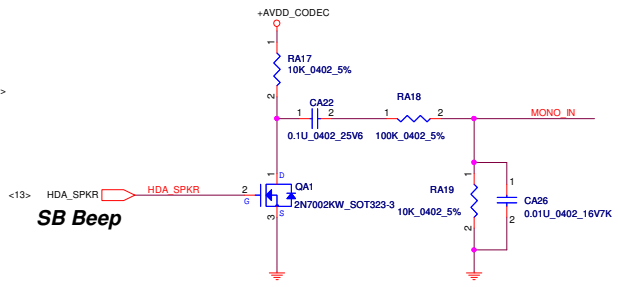 +AVDD_CODEC
1
RA17
10K_0402_5%
2
>
CA22
1 2
0.1U_0402_25V6
RA18
1 2
100K_0402_5%
MONO_IN
<13> HDA_SPKR
HDA_SPKR
SB Beep
1 D
2
G
QA1
2N7002KW_SOT323-3
3 S
1
RA19
10K_0402_5%
2
1
CA26
0.01U_0402_16V7K
2